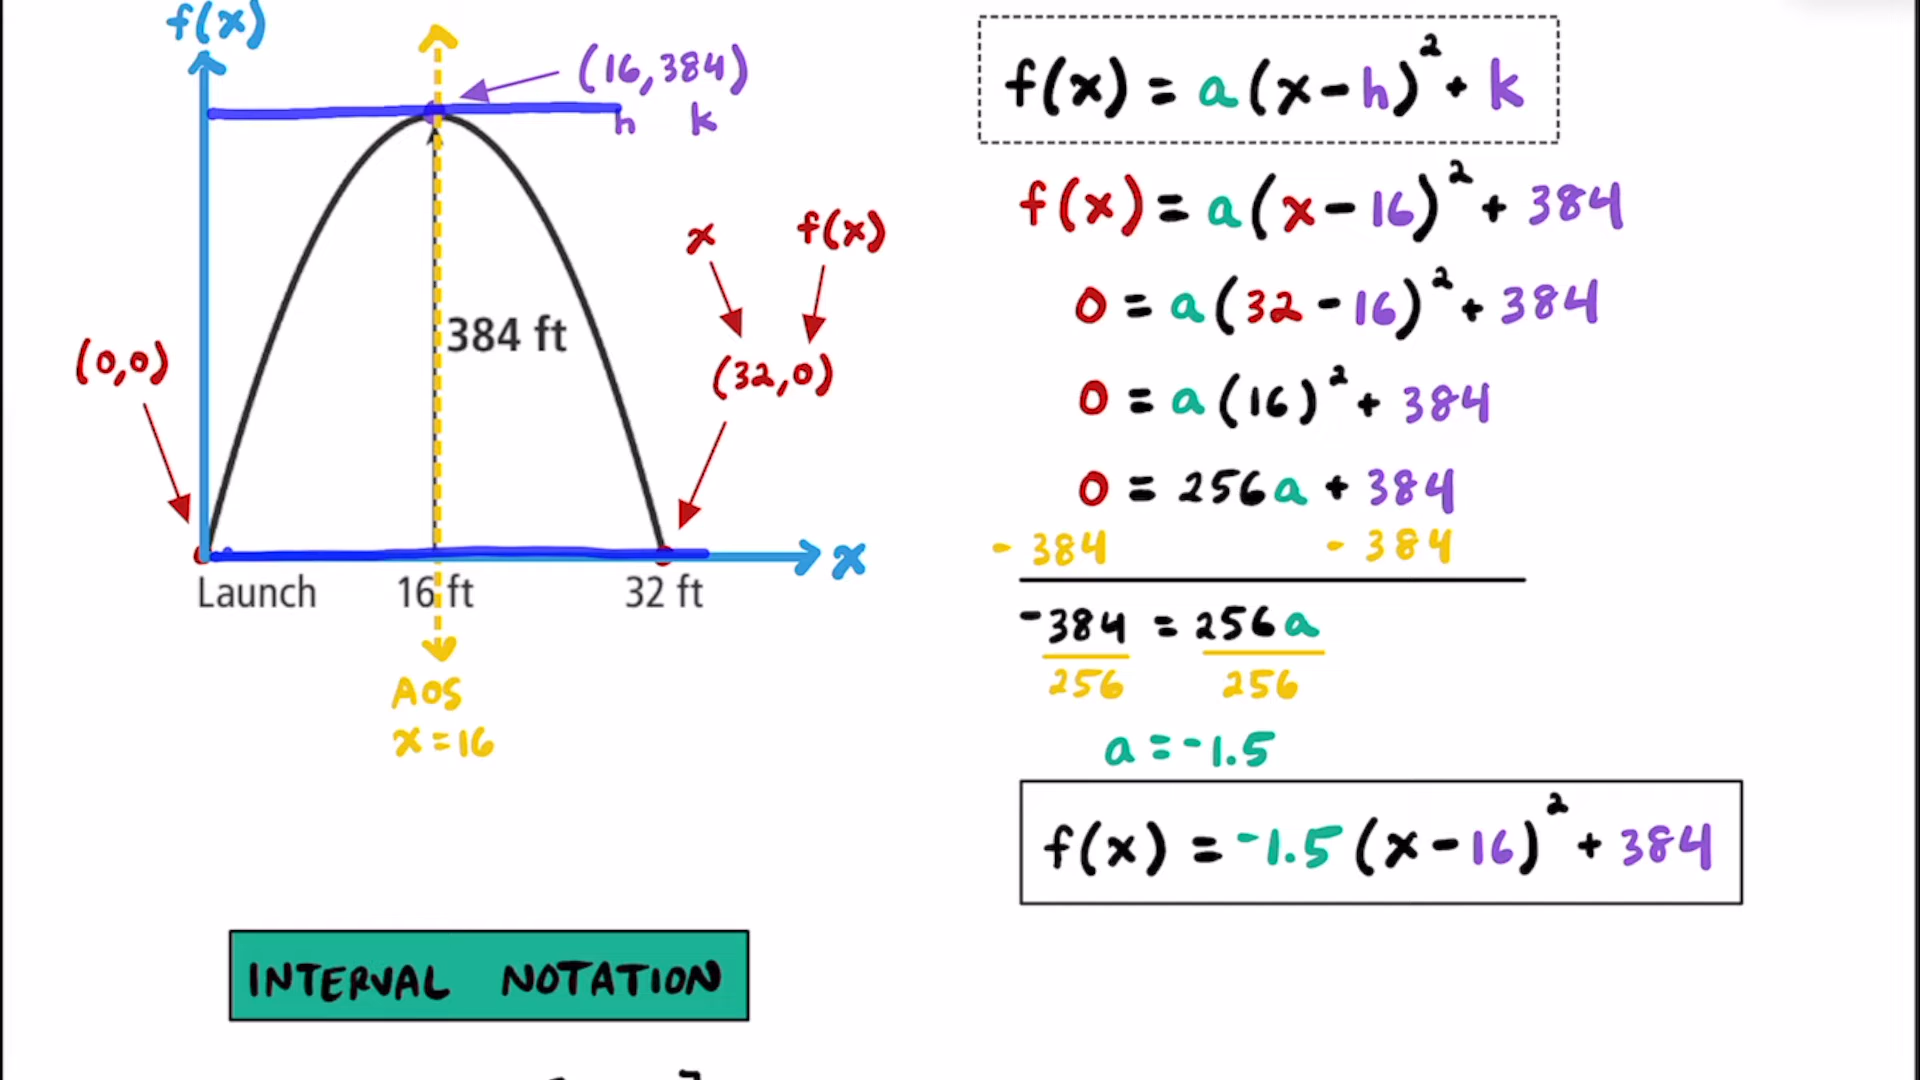 f(x)
(16,384)
h k
x f(x)
384 ft
(0,0)
(32,0)
x
Launch 16 ft 32 ft
AOS
x=16
f(x) = a(x-h)² + k
f(x) = a(x-16)² + 384
0 = a(32-16)² + 384
0 = a(16)² + 384
0 = 256a + 384
- 384 - 384
-384 = 256a
256 256
a = -1.5
f(x) = -1.5(x-16)² + 384
INTERVAL NOTATION